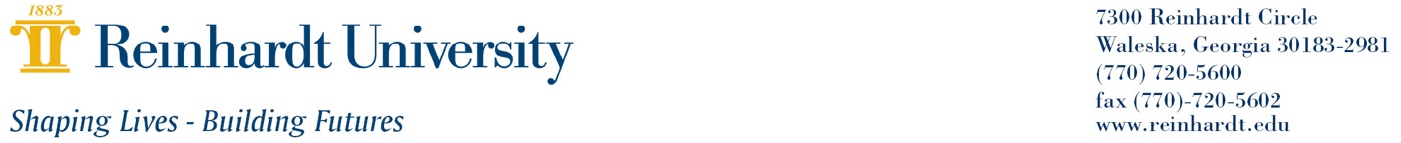 1883
Reinhardt University
Shaping Lives - Building Futures
7300 Reinhardt Circle
Waleska, Georgia 30183-2981
(770) 720-5600
fax (770)-720-5602
www.reinhardt.edu